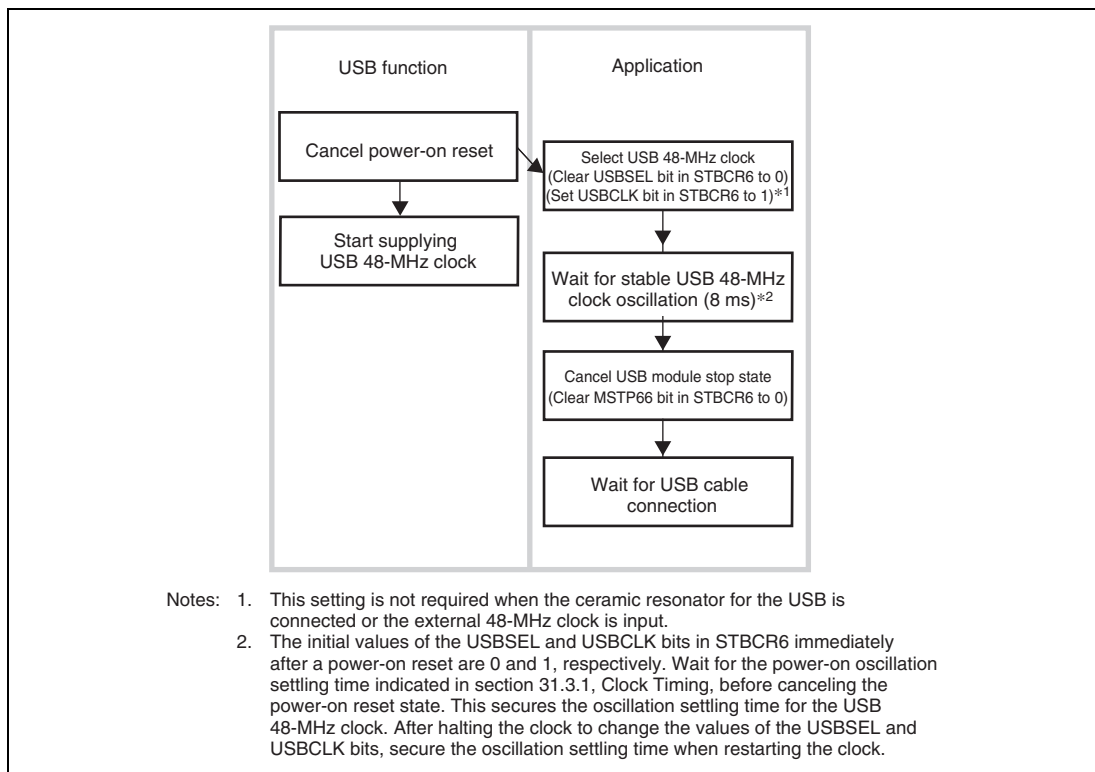 USB function
Application
Cancel power-on reset
Start supplying
USB 48-MHz clock
Select USB 48-MHz clock
(Clear USBSEL bit in STBCR6 to 0)
(Set USBCLK bit in STBCR6 to 1)*1
Wait for stable USB 48-MHz
clock oscillation (8 ms)*2
Cancel USB module stop state
(Clear MSTP66 bit in STBCR6 to 0)
Wait for USB cable
connection
Notes: 1. This setting is not required when the ceramic resonator for the USB is
connected or the external 48-MHz clock is input.
2. The initial values of the USBSEL and USBCLK bits in STBCR6 immediately
after a power-on reset are 0 and 1, respectively. Wait for the power-on oscillation
settling time indicated in section 31.3.1, Clock Timing, before canceling the
power-on reset state. This secures the oscillation settling time for the USB
48-MHz clock. After halting the clock to change the values of the USBSEL and
USBCLK bits, secure the oscillation settling time when restarting the clock.